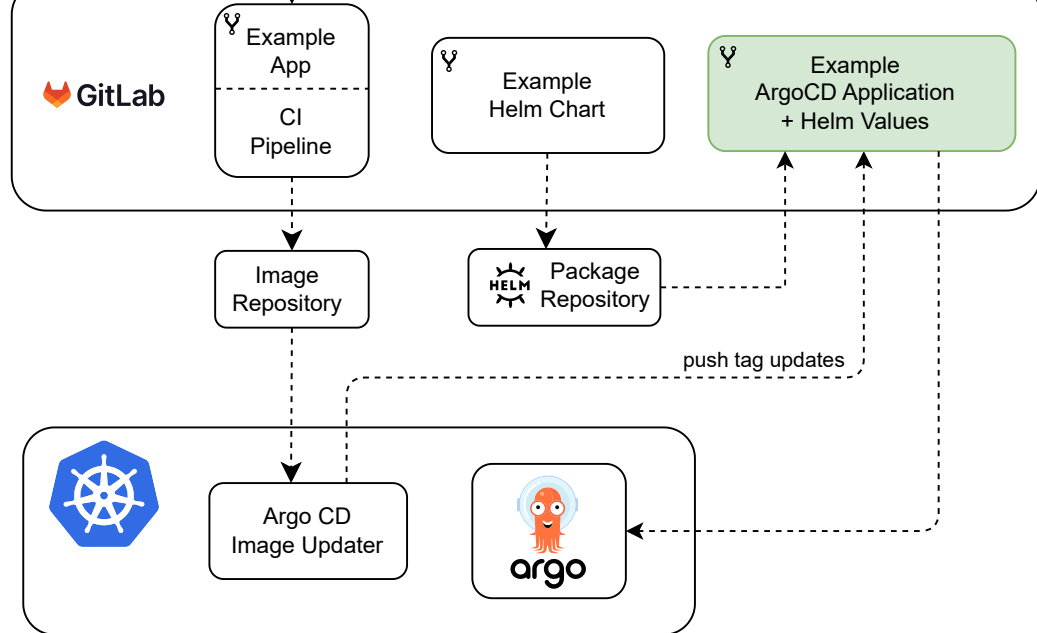 GitLab
Example
App
CI
Pipeline
Example
Helm Chart
Example
ArgoCD Application
+ Helm Values
Image
Repository
HELM
Package
Repository
push tag updates
Argo CD
Image Updater
argo